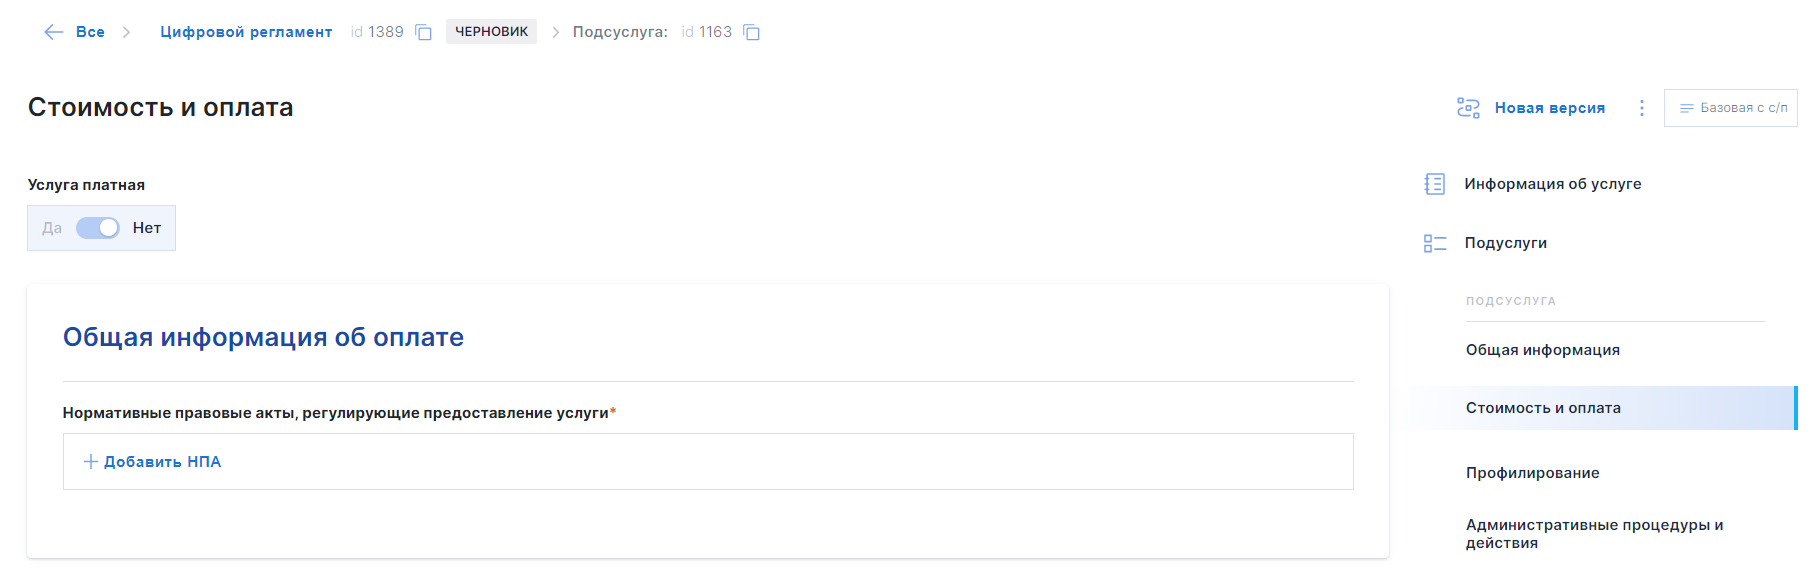 Все Цифровой регламент id 1389 ЧЕРНОВИК Подсуслуга: id 1163
Стоимость и оплата
Новая версия
Базовая с с/п
Услуга платная
Да Нет
Общая информация об оплате
Нормативные правовые акты, регулирующие предоставление услуги*
Добавить НПА
Информация об услуге
Подуслуги
ПОДСУСЛУГА
Общая информация
Стоимость и оплата
Профилирование
Административные процедуры и
действия